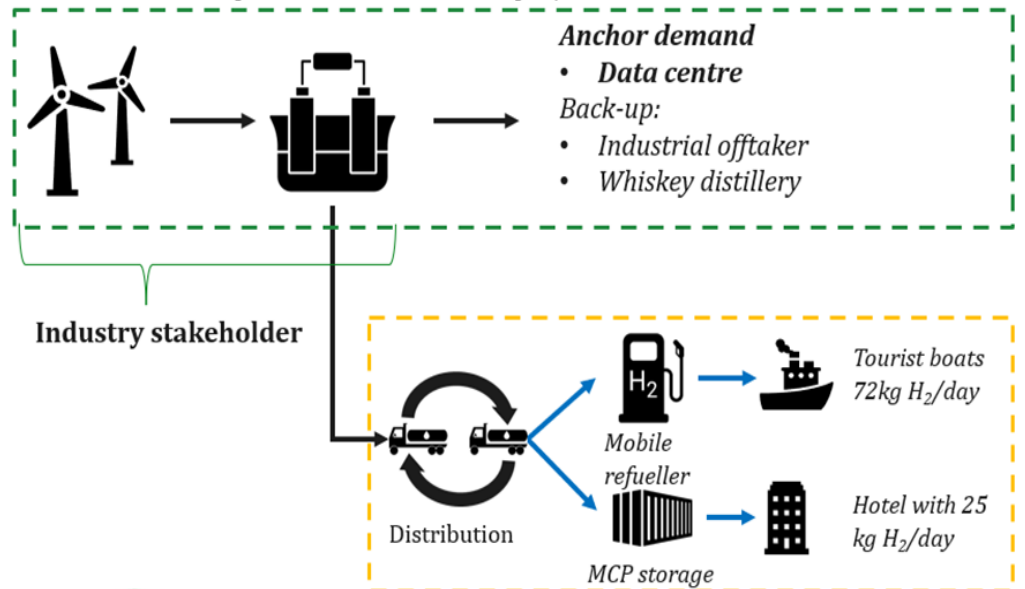 Anchor demand
• Data centre
Back-up:
• Industrial offtaker
• Whiskey distillery
Industry stakeholder
H₂
Mobile
refueller
Tourist boats
72kg H₂/day
Distribution
MCP storage
Hotel with 25
kg H₂/day